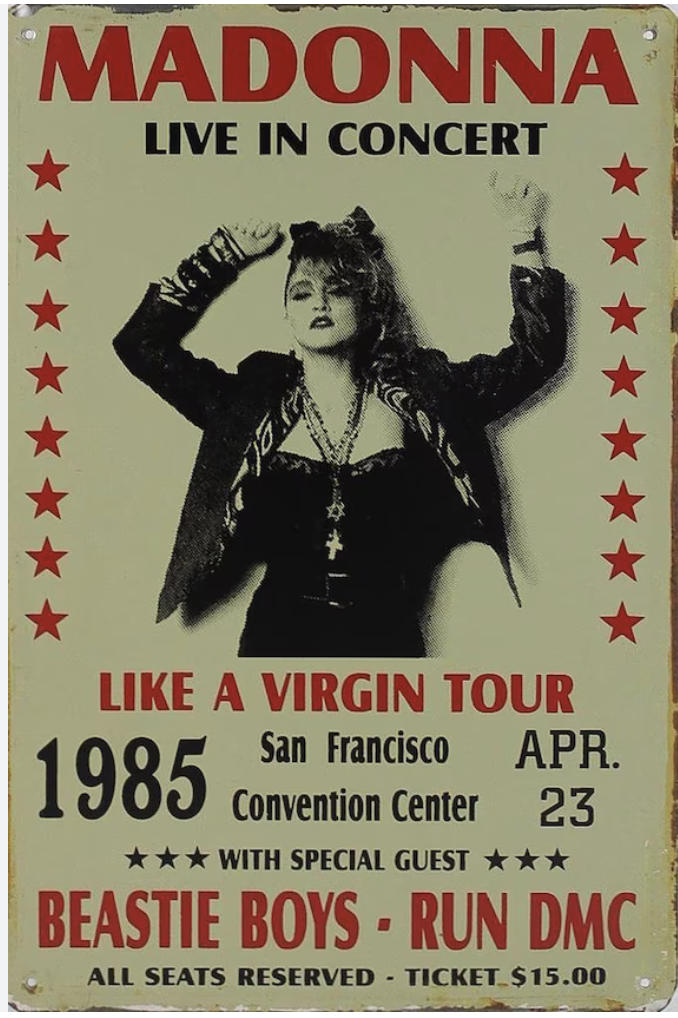 MADONNA
LIVE IN CONCERT
LIKE A VIRGIN TOUR
1985
San Francisco
Convention Center
APR.
23
★★★ WITH SPECIAL GUEST ★★★
BEASTIE BOYS - RUN DMC
ALL SEATS RESERVED - TICKET $15.00